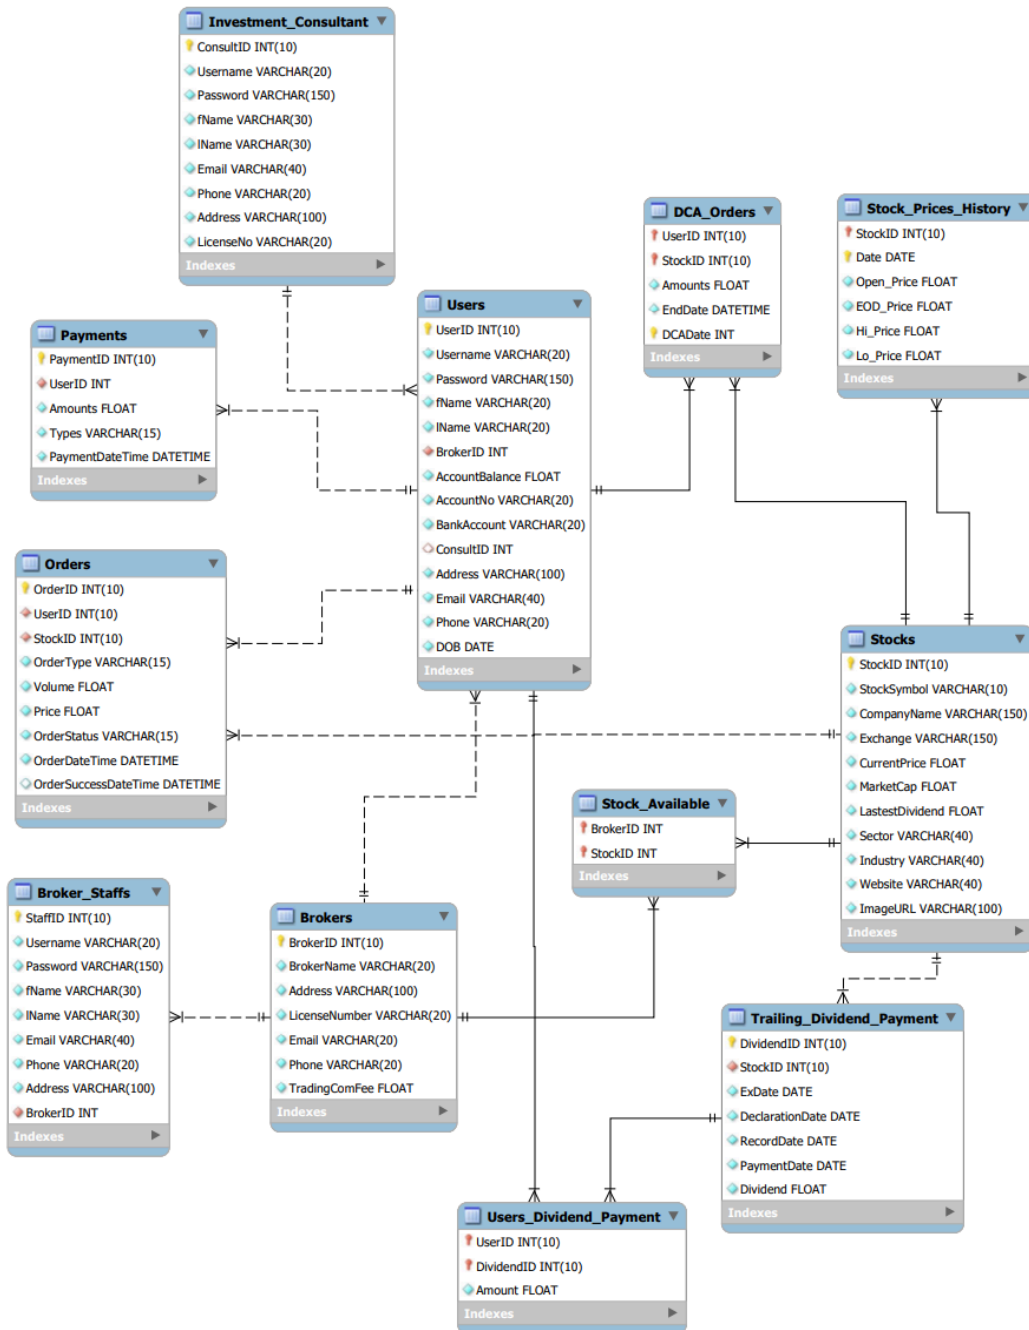 Investment_Consultant
ConsultID INT(10)
Username VARCHAR(20)
Password VARCHAR(150)
fName VARCHAR(30)
lName VARCHAR(30)
Email VARCHAR(40)
Phone VARCHAR(20)
Address VARCHAR(100)
LicenseNo VARCHAR(20)
Indexes
DCA_Orders
UserID INT(10)
StockID INT(10)
Amounts FLOAT
EndDate DATETIME
DCADate INT
Indexes
Stock_Prices_History
StockID INT(10)
Date DATE
Open_Price FLOAT
EOD_Price FLOAT
Hi_Price FLOAT
Lo_Price FLOAT
Indexes
Users
UserID INT(10)
Username VARCHAR(20)
Password VARCHAR(150)
fName VARCHAR(20)
lName VARCHAR(20)
BrokerID INT
AccountBalance FLOAT
AccountNo VARCHAR(20)
BankAccount VARCHAR(20)
ConsultID INT
Address VARCHAR(100)
Email VARCHAR(40)
Phone VARCHAR(20)
DOB DATE
Indexes
Payments
PaymentID INT(10)
UserID INT
Amounts FLOAT
Types VARCHAR(15)
PaymentDateTime DATETIME
Indexes
Orders
OrderID INT(10)
UserID INT(10)
StockID INT(10)
OrderType VARCHAR(15)
Volume FLOAT
Price FLOAT
OrderStatus VARCHAR(15)
OrderDateTime DATETIME
OrderSuccessDateTime DATETIME
Indexes
Stocks
StockID INT(10)
StockSymbol VARCHAR(10)
CompanyName VARCHAR(150)
Exchange VARCHAR(150)
CurrentPrice FLOAT
MarketCap FLOAT
LastestDividend FLOAT
Sector VARCHAR(40)
Industry VARCHAR(40)
Website VARCHAR(40)
ImageURL VARCHAR(100)
Indexes
Stock_Available
BrokerID INT
StockID INT
Indexes
Broker_Staffs
StaffID INT(10)
Username VARCHAR(20)
Password VARCHAR(150)
fName VARCHAR(30)
lName VARCHAR(30)
Email VARCHAR(40)
Phone VARCHAR(20)
Address VARCHAR(100)
BrokerID INT
Indexes
Brokers
BrokerID INT(10)
BrokerName VARCHAR(20)
Address VARCHAR(100)
LicenseNumber VARCHAR(20)
Email VARCHAR(20)
Phone VARCHAR(20)
TradingComFee FLOAT
Indexes
Trailing_Dividend_Payment
DividendID INT(10)
StockID INT(10)
ExDate DATE
DeclarationDate DATE
RecordDate DATE
PaymentDate DATE
Dividend FLOAT
Indexes
Users_Dividend_Payment
UserID INT(10)
DividendID INT(10)
Amount FLOAT
Indexes